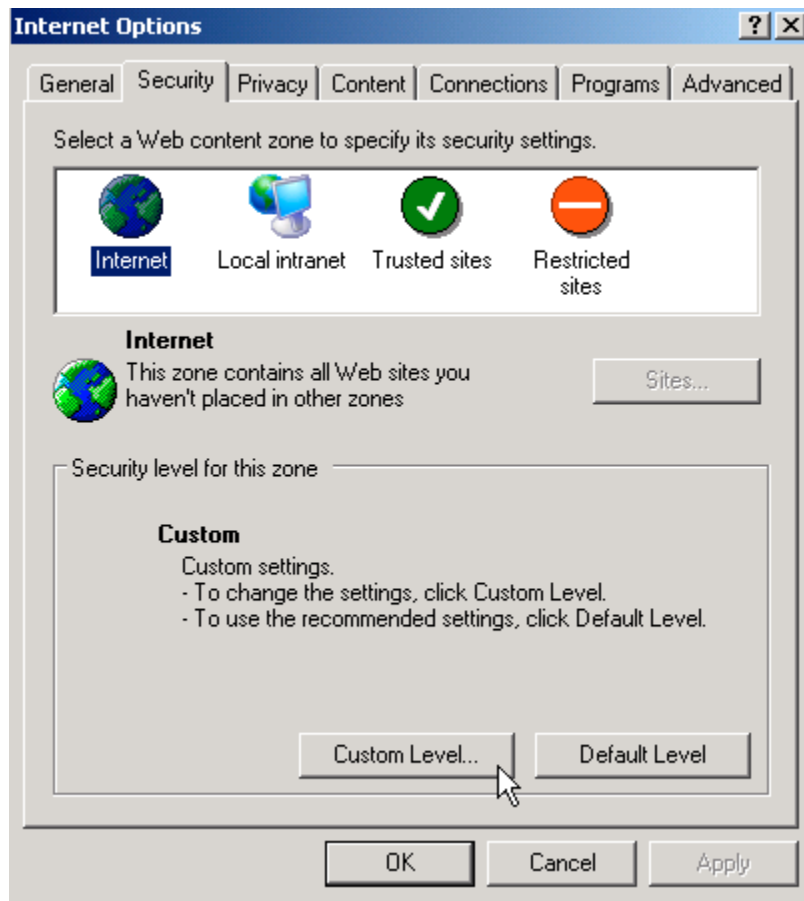 Internet Options
General Security Privacy Content Connections Programs Advanced
Select a Web content zone to specify its security settings.
Internet Local intranet Trusted sites Restricted
sites
Internet
This zone contains all Web sites you
haven't placed in other zones
Sites...
Security level for this zone
Custom
Custom settings.
- To change the settings, click Custom Level.
- To use the recommended settings, click Default Level.
Custom Level... Default Level
OK Cancel Apply